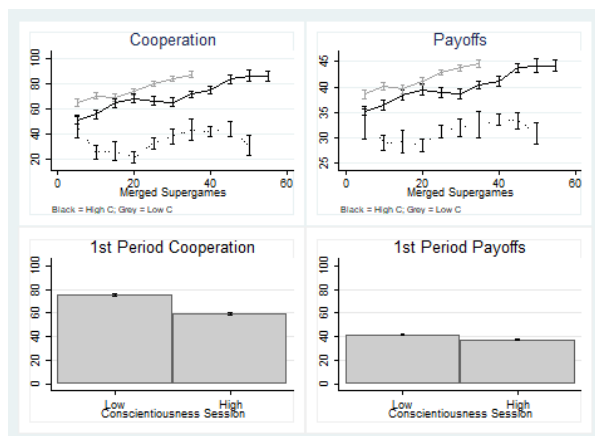 Cooperation
100
80
60
40
20
0 20 40 60
Merged Supergames
Black = High C; Grey = Low C
Payoffs
45
40
35
30
25
0 20 40 60
Merged Supergames
Black = High C; Grey = Low C
1st Period Cooperation
100
80
60
40
20
0
Low High
Conscientiousness Session
1st Period Payoffs
100
80
60
40
20
0
Low High
Conscientiousness Session